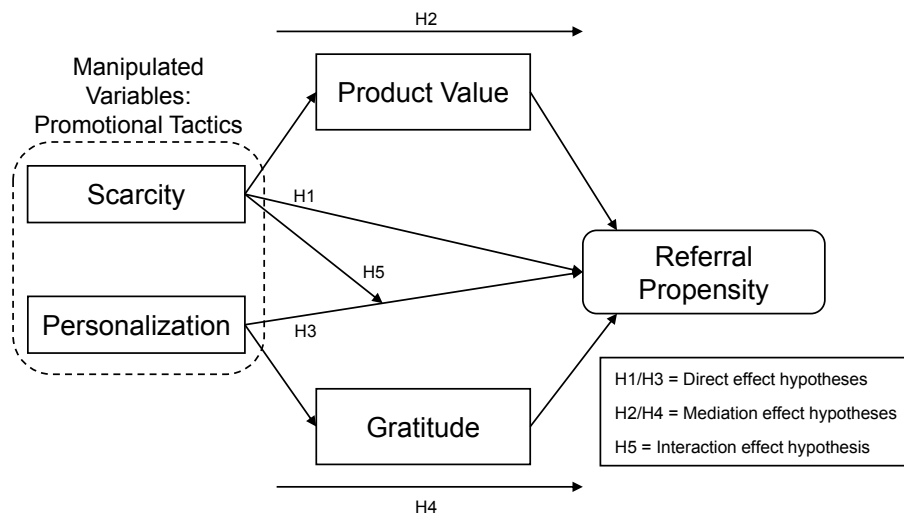 H2
Manipulated
Variables:
Promotional Tactics
Product Value
Scarcity
H1
Referral
Propensity
H5
Personalization
H3
H1/H3 = Direct effect hypotheses
H2/H4 = Mediation effect hypotheses
H5 = Interaction effect hypothesis
Gratitude
H4